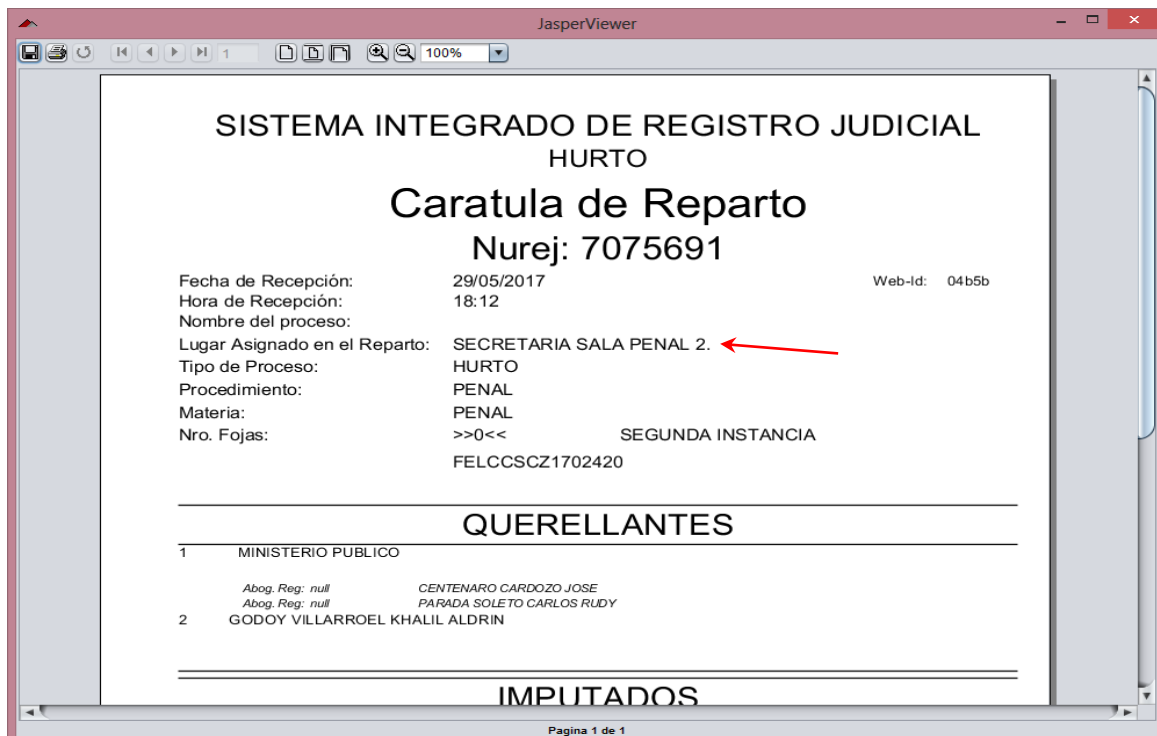 JasperViewer
1
100%
SISTEMA INTEGRADO DE REGISTRO JUDICIAL
HURTO
Caratula de Reparto
Nurej: 7075691
Fecha de Recepción: 29/05/2017 Web-Id: 04b5b
Hora de Recepción: 18:12
Nombre del proceso:
Lugar Asignado en el Reparto: SECRETARIA SALA PENAL 2.
Tipo de Proceso: HURTO
Procedimiento: PENAL
Materia: PENAL
Nro. Fojas: >>0<< SEGUNDA INSTANCIA
FELCCSCZ1702420
QUERELLANTES
1 MINISTERIO PUBLICO
Abog. Reg: null CENTENARO CARDOZO JOSE
Abog. Reg: null PARADA SOLETO CARLOS RUDY
2 GODOY VILLARROEL KHALIL ALDRIN
IMPUTADOS
Pagina 1 de 1